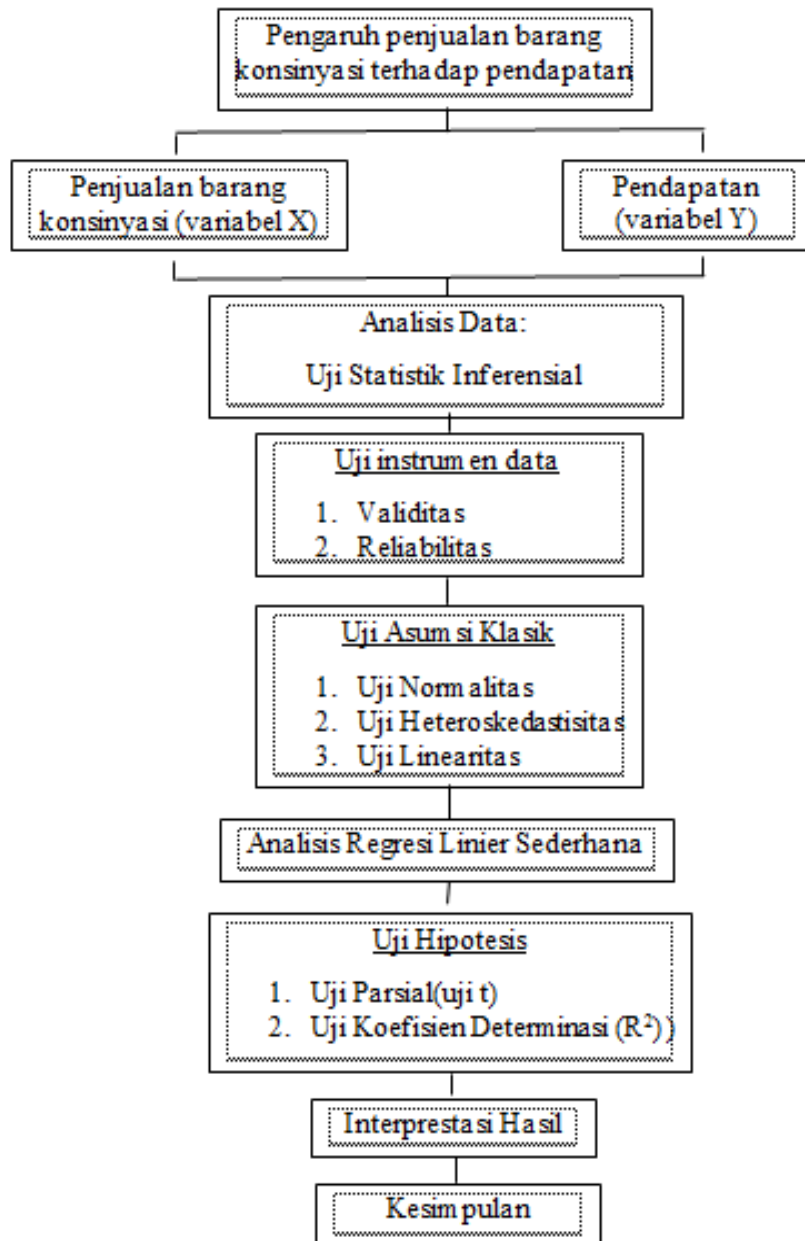 Pengaruh penjualan barang
konsinyasi terhadap pendapatan
Penjualan barang
konsinyasi (variabel X)
Pendapatan
(variabel Y)
Analisis Data:
Uji Statistik Inferensial
Uji instrumen data
1. Validitas
2. Reliabilitas
Uji Asumsi Klasik
1. Uji Normalitas
2. Uji Heteroskedastisitas
3. Uji Linearitas
Analisis Regresi Linier Sederhana
Uji Hipotesis
1. Uji Parsial(uji t)
2. Uji Koefisien Determinasi (R²))
Interprestasi Hasil
Kesimpulan